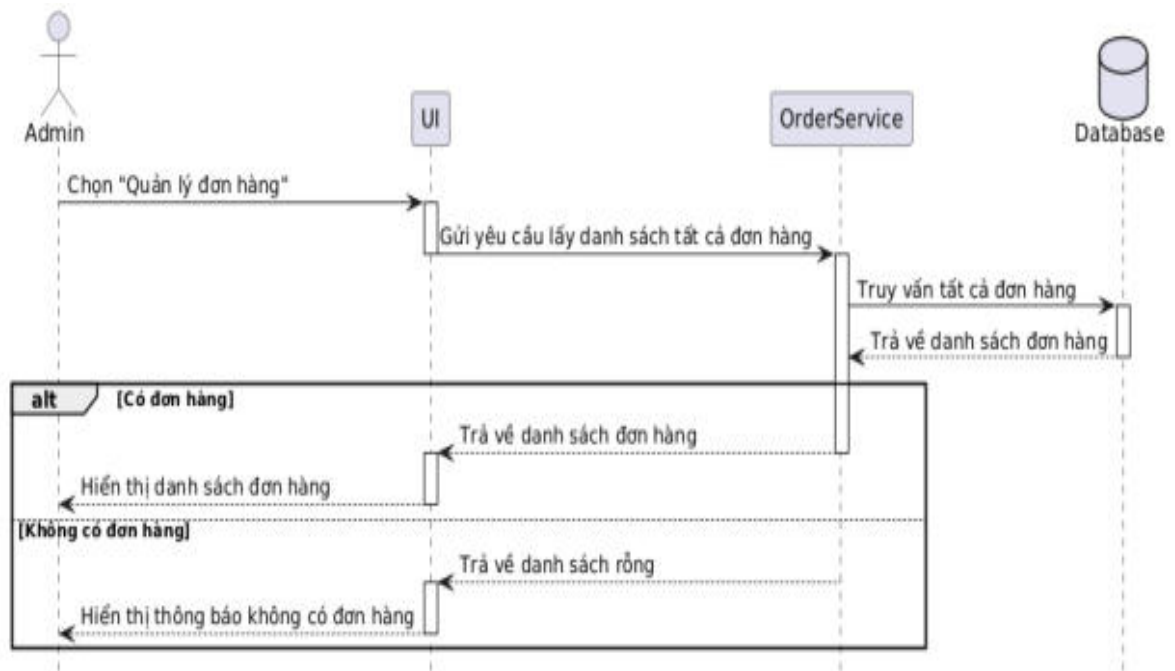 Admin
UI
OrderService
Database
Chọn "Quản lý đơn hàng"
Gửi yêu cầu lấy danh sách tất cả đơn hàng
Truy vấn tất cả đơn hàng
Trả về danh sách đơn hàng
alt [Có đơn hàng]
Trả về danh sách đơn hàng
Hiển thị danh sách đơn hàng
[Không có đơn hàng]
Trả về danh sách rỗng
Hiển thị thông báo không có đơn hàng